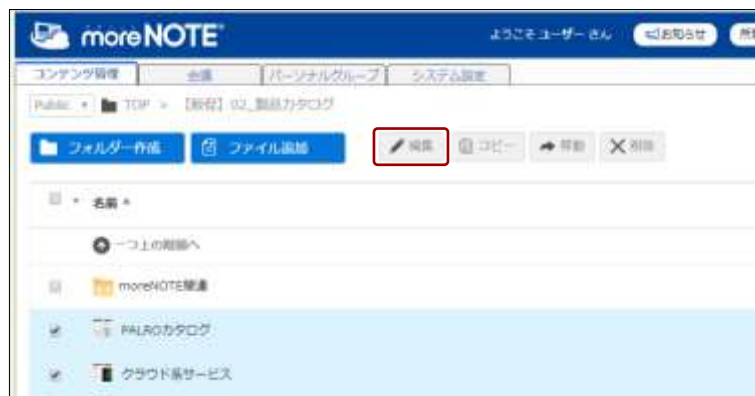 moreNOTE
ようこそ ユーザー さん
お知らせ
コンテンツ管理
会議
パーソナルグループ
システム設定
Public
TOP > 【販促】02_製品カタログ
フォルダー作成
ファイル追加
編集
コピー
移動
削除
名前
一つ上の階層へ
moreNOTE関連
PALROカタログ
クラウド系サービス